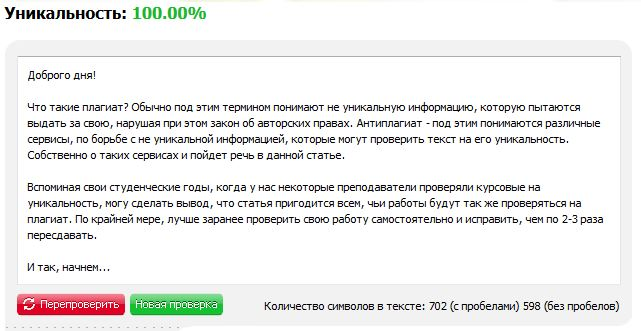 Уникальность: 100.00%
Доброго дня!
Что такие плагиат? Обычно под этим термином понимают не уникальную информацию, которую пытаются
выдать за свою, нарушая при этом закон об авторских правах. Антиплагиат - под этим понимаются различные
сервисы, по борьбе с не уникальной информацией, которые могут проверить текст на его уникальность.
Собственно о таких сервисах и пойдет речь в данной статье.
Вспоминая свои студенческие годы, когда у нас некоторые преподаватели проверяли курсовые на
уникальность, могу сделать вывод, что статья пригодится всем, чьи работы будут так же проверяться на
плагиат. По крайней мере, лучше заранее проверить свою работу самостоятельно и исправить, чем по 2-3 раза
пересдавать.
И так, начнем...
Перепроверить Новая проверка Количество символов в тексте: 702 (с пробелами) 598 (без пробелов)